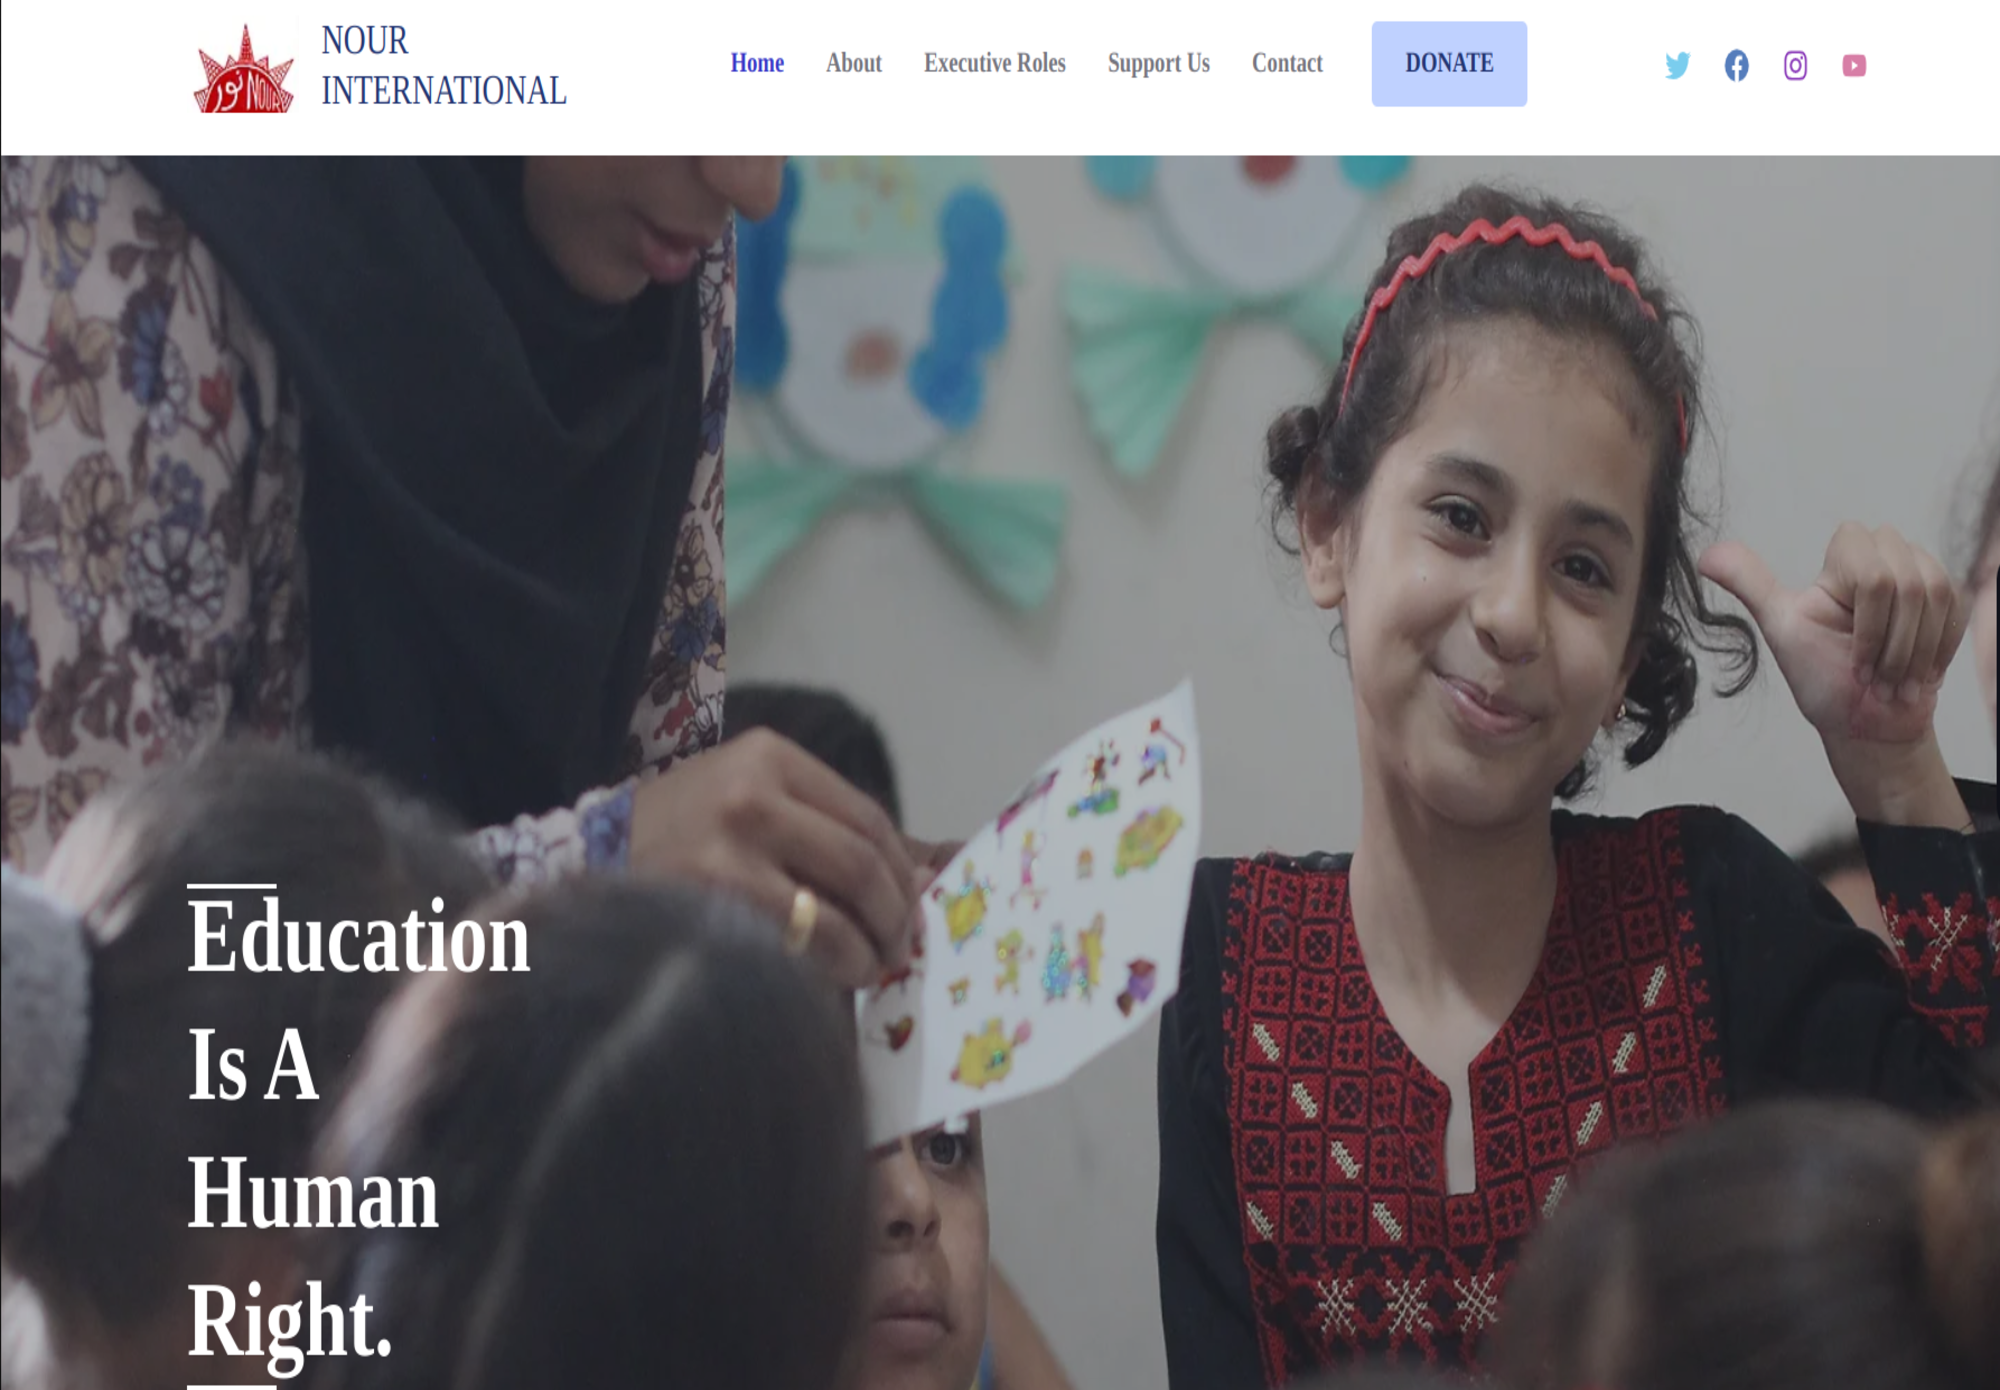 نور NOUR
NOUR
INTERNATIONAL
Home About Executive Roles Support Us Contact DONATE
Education
Is A
Human
Right.